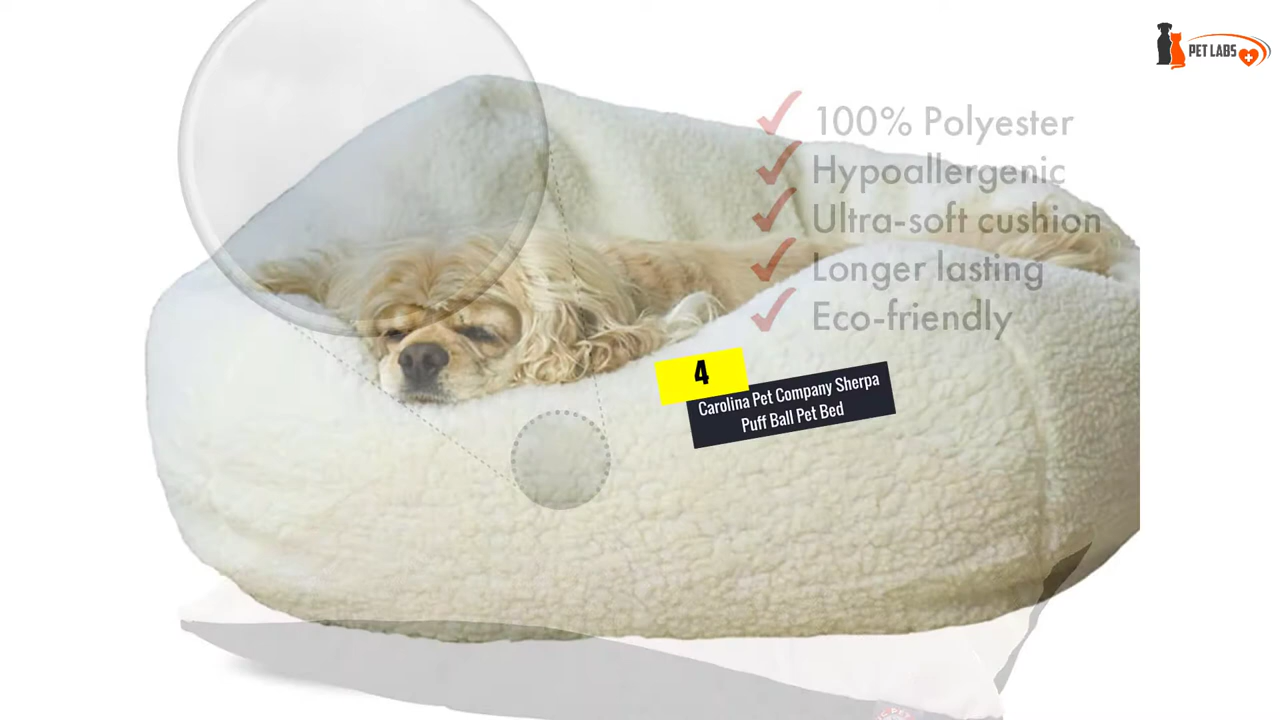 PET LABS
100% Polyester
Hypoallergenic
Ultra-soft cushion
Longer lasting
Eco-friendly
4
Carolina Pet Company Sherpa
Puff Ball Pet Bed